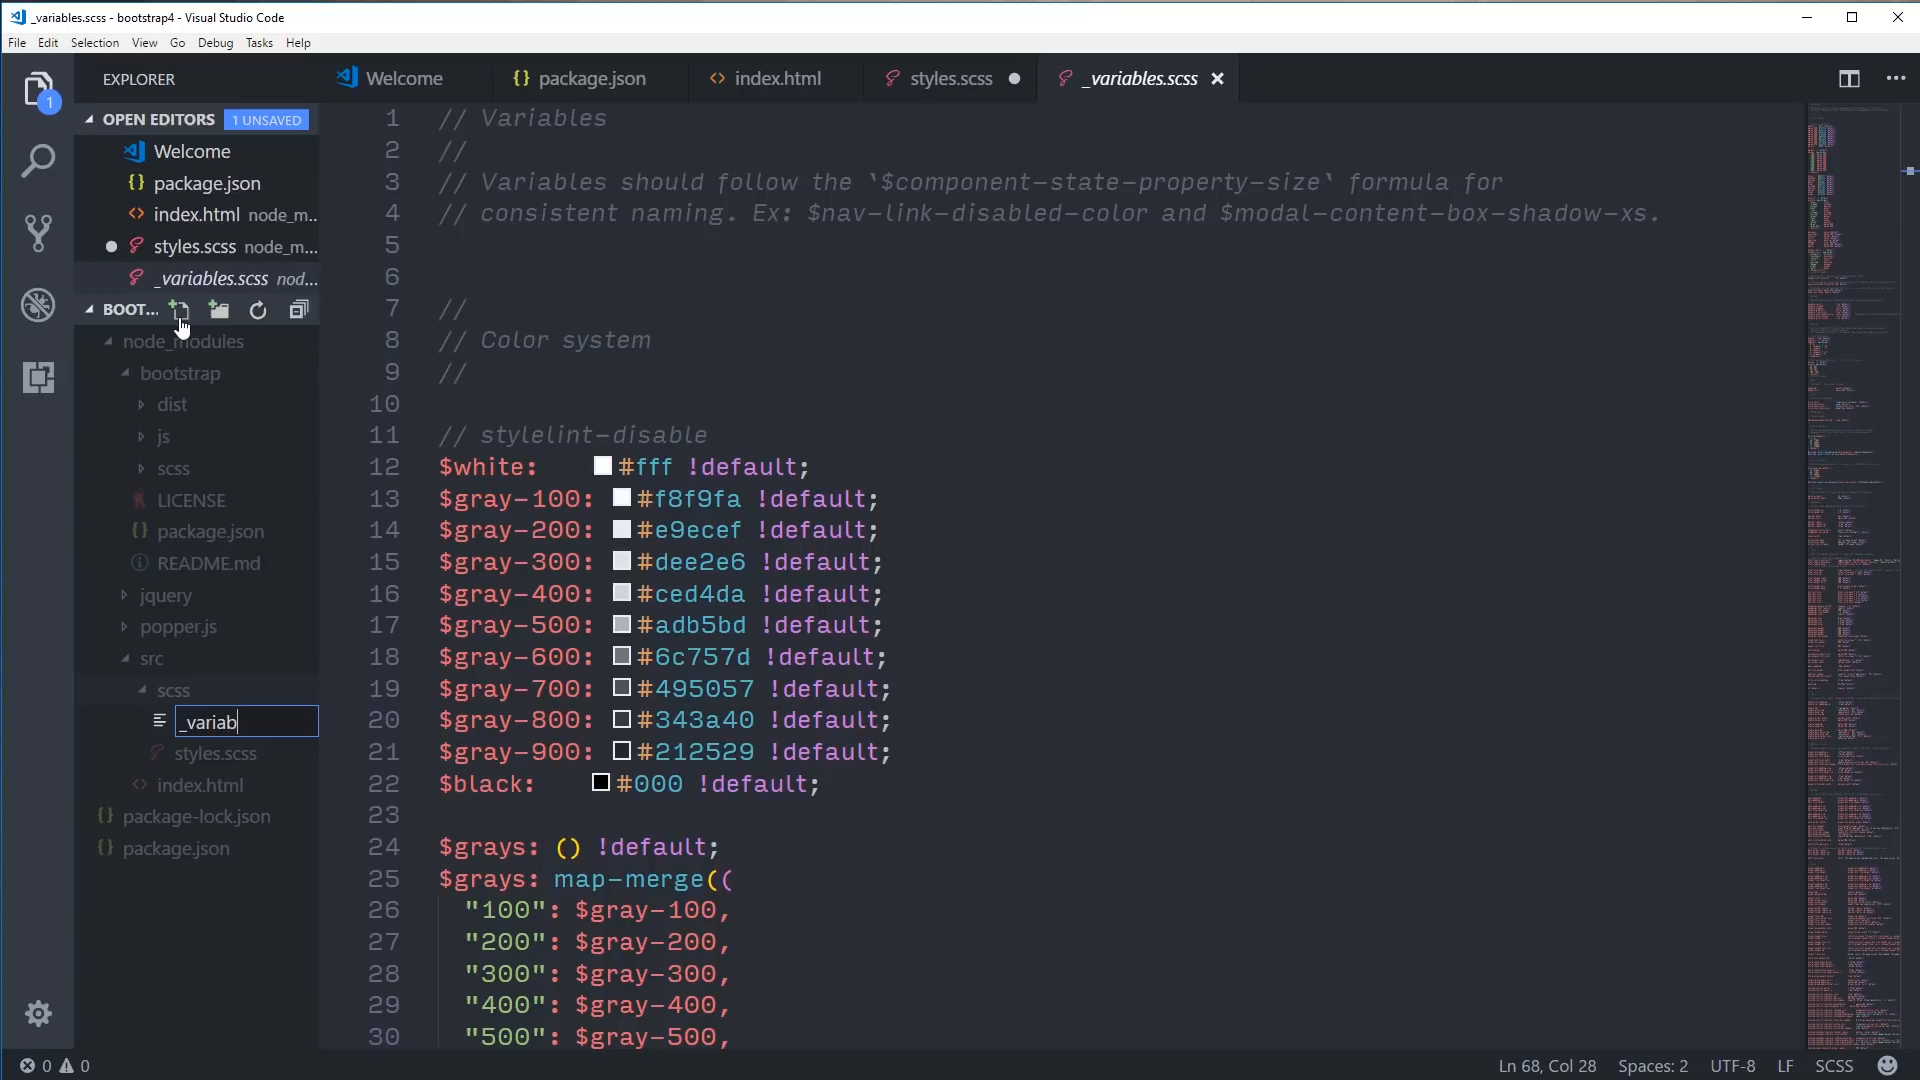 _variables.scss - bootstrap4 - Visual Studio Code
File Edit Selection View Go Debug Tasks Help
1
EXPLORER
OPEN EDITORS 1 UNSAVED
Welcome
package.json
index.html node_m...
styles.scss node_m...
_variables.scss nod...
BOOT...
node_modules
bootstrap
dist
js
scss
LICENSE
package.json
README.md
jquery
popper.js
src
scss
_variab
styles.scss
index.html
package-lock.json
package.json
Welcome package.json index.html styles.scss _variables.scss
1 // Variables
2 //
3 // Variables should follow the `$component-state-property-size` formula for
4 // consistent naming. Ex: $nav-link-disabled-color and $modal-content-box-shadow-xs.
5
6
7 //
8 // Color system
9 //
10
11 // stylelint-disable
12 $white: #fff !default;
13 $gray-100: #f8f9fa !default;
14 $gray-200: #e9ecef !default;
15 $gray-300: #dee2e6 !default;
16 $gray-400: #ced4da !default;
17 $gray-500: #adb5bd !default;
18 $gray-600: #6c757d !default;
19 $gray-700: #495057 !default;
20 $gray-800: #343a40 !default;
21 $gray-900: #212529 !default;
22 $black: #000 !default;
23
24 $grays: () !default;
25 $grays: map-merge((
26 "100": $gray-100,
27 "200": $gray-200,
28 "300": $gray-300,
29 "400": $gray-400,
30 "500": $gray-500,
0 0 Ln 68, Col 28 Spaces: 2 UTF-8 LF SCSS